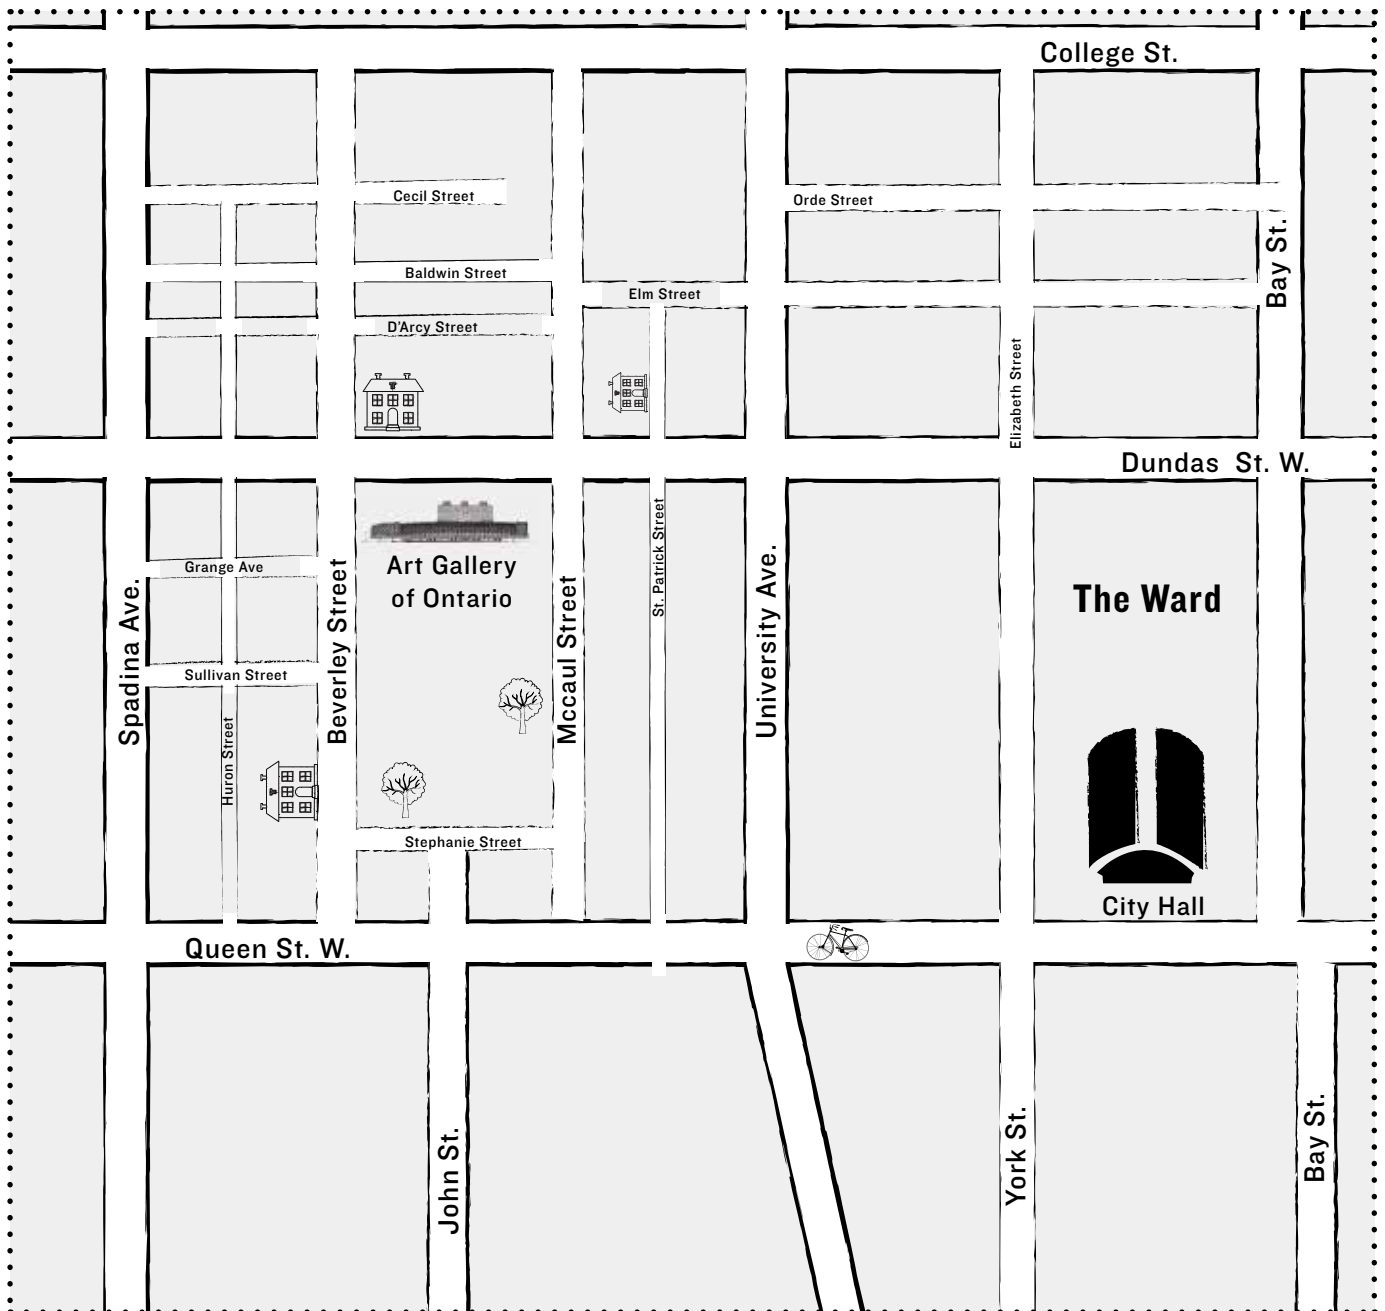 College St.
Cecil Street
Orde Street
Baldwin Street
Bay St.
Elm Street
D'Arcy Street
Elizabeth Street
Dundas St. W.
St. Patrick Street
Art Gallery
of Ontario
Grange Ave
Spadina Ave.
Beverley Street
Mccaul Street
University Ave.
The Ward
Sullivan Street
Huron Street
Stephanie Street
City Hall
Queen St. W.
John St.
York St.
Bay St.